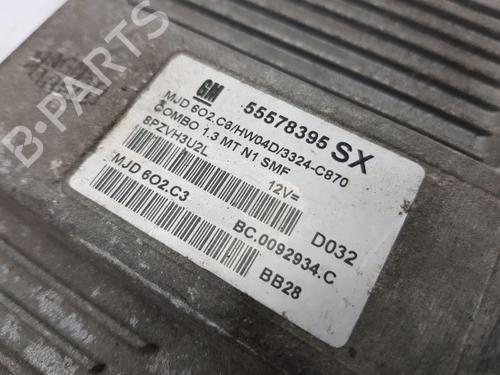 GM 55578395 SX
MJD 6O2.C6/HW04D/3324-C870
COMBO 1.3 MT N1 SMF
8PZVH3U2L 12V=
D032
MJD 6O2.C3
BC.0092934.C
BB28
B-PARTS